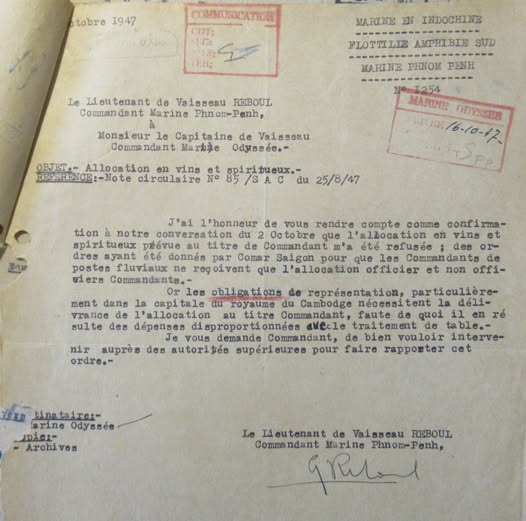 ctobre 1947
COMMUNICATION
MARINE EN INDOCHINE
FLOTTILLE AMPHIBIE SUD
MARINE PHNOM PENH
N° 1254
MARINE ODYSSEE
16-10-47-
Le Lieutenant de Vaisseau REBOUL
Commandant Marine Phnom-Penh,
à
Monsieur le Capitaine de Vaisseau
Commandant Marine Odyssée.-
OBJET.- Allocation en vins et spiritueux.-
REFERENCE:-Note circulaire N° 85 /S A C du 25/8/47
J'ai l'honneur de vous rendre compte comme confirma-
tion à notre conversation du 2 Octobre que l'allocation en vins et
spiritueux prévue au titre de Commandant m'a été refusée ; des or-
dres ayant été donnés par Comar Saigon pour que les Commandants de
postes fluviaux ne reçoivent que l'allocation officier et non offi-
ciers Commandants.-
Or les obligations de représentation, particulière-
ment dans la capitale du royaume du Cambodge nécessitent la déli-
vrance de l'allocation au titre Commandant, faute de quoi il en ré
sulte des dépenses disproportionnées avec le traitement de table.-
Je vous demande Commandant, de bien vouloir interve-
nir auprès des autorités supérieures pour faire rapporter cet
ordre.-
tinataire:-
Marine Odyssée
opie:-
- Archives
Le Lieutenant de Vaisseau REBOUL
Commandant Marine Phnom-Penh,
G Reboul